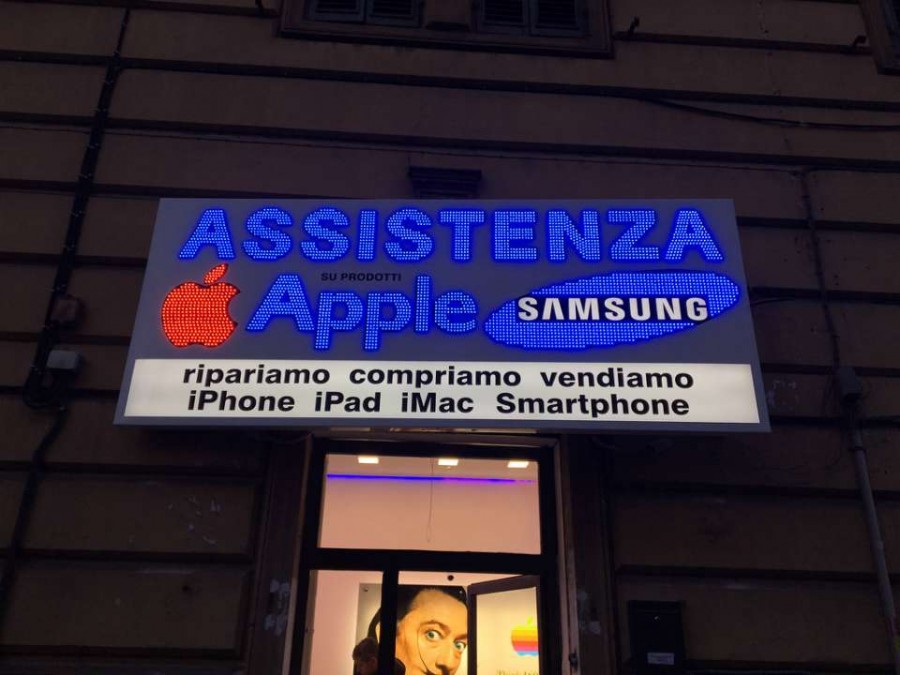 ASSISTENZA
SU PRODOTTI
Apple SAMSUNG
ripariamo compriamo vendiamo
iPhone iPad iMac Smartphone